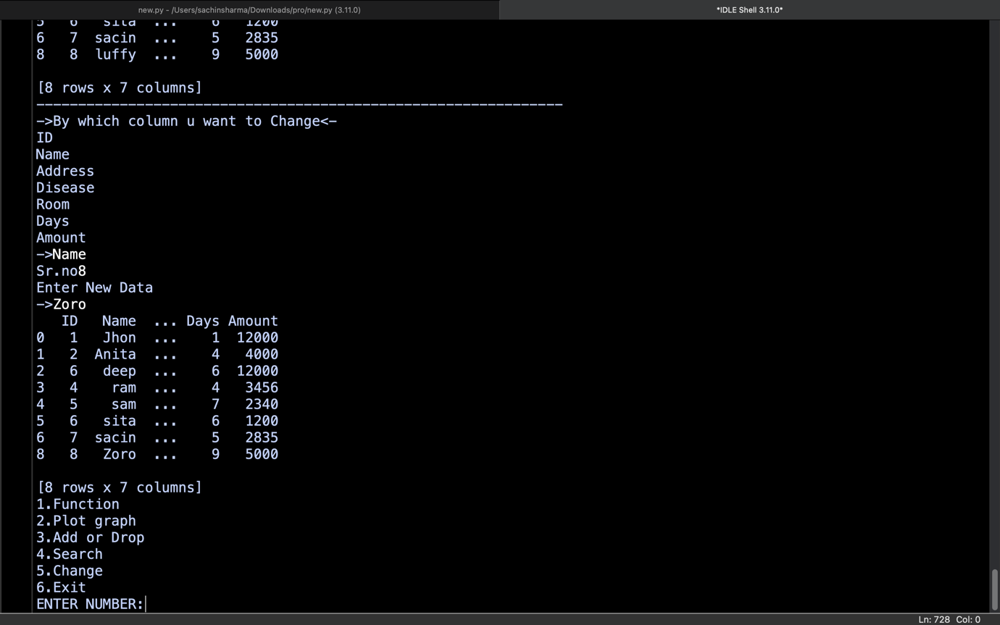 new.py - /Users/sachinsharma/Downloads/pro/new.py (3.11.0)
*IDLE Shell 3.11.0*
5 6 sita ... 6 1200
6 7 sacin ... 5 2835
8 8 luffy ... 9 5000
[8 rows x 7 columns]
---------------------------------------------------------------
->By which column u want to Change<-
ID
Name
Address
Disease
Room
Days
Amount
->Name
Sr.no8
Enter New Data
->Zoro
ID Name ... Days Amount
0 1 Jhon ... 1 12000
1 2 Anita ... 4 4000
2 6 deep ... 6 12000
3 4 ram ... 4 3456
4 5 sam ... 7 2340
5 6 sita ... 6 1200
6 7 sacin ... 5 2835
8 8 Zoro ... 9 5000
[8 rows x 7 columns]
1.Function
2.Plot graph
3.Add or Drop
4.Search
5.Change
6.Exit
ENTER NUMBER:
Ln: 728 Col: 0